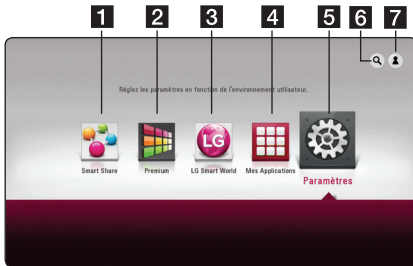 1 2 3 4 5 6 7
Réglez les paramètres en fonction de l'environnement utilisateur.
LG
Smart Share Premium LG Smart World Mes Applications
Paramètres